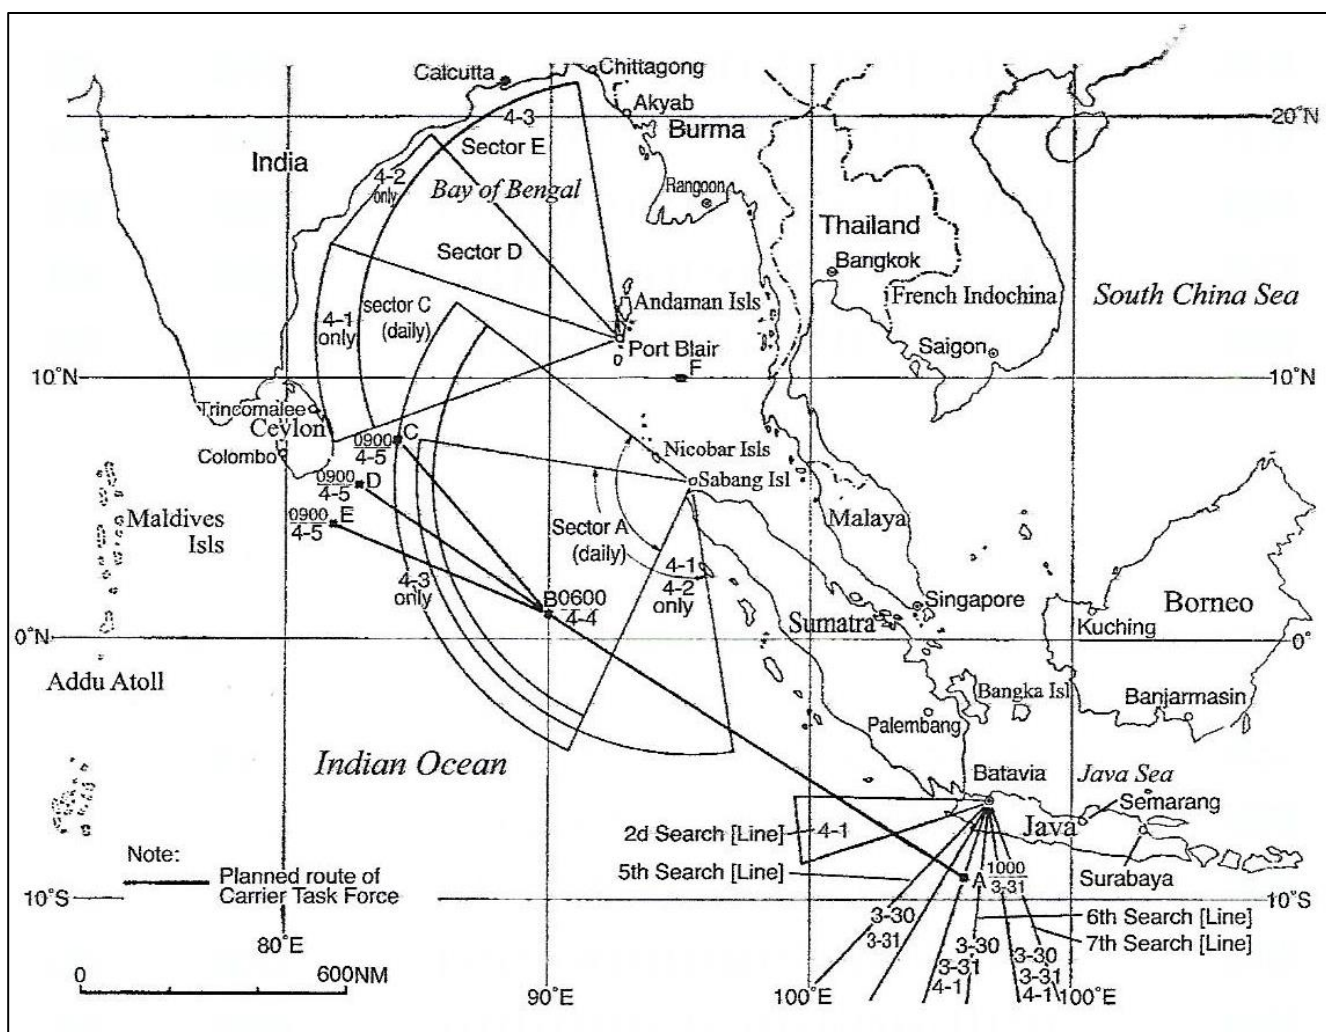 Calcutta
Chittagong
4-3
Akyab
20°N
Burma
Sector E
India
4-2
only
Bay of Bengal
Rangoon
Thailand
Sector D
Bangkok
sector C
(daily)
Andaman Isls
French Indochina
South China Sea
4-1
only
Port Blair
Saigon
F
10°N
10°N
Trincomalee
Ceylon
0900
4-5
C
Colombo
Nicobar Isls
0900
4-5
D
Sabang Isl
0900
4-5
E
Maldives
Isls
Sector A
(daily)
Malaya
4-1
4-2
only
4-3
only
B0600
4-4
Singapore
Borneo
Sumatra
Kuching
0°N
0°
Addu Atoll
Bangka Isl
Banjarmasin
Palembang
Indian Ocean
Batavia
Java Sea
Semarang
2d Search [Line]
4-1
Java
Note:
5th Search [Line]
Planned route of
Carrier Task Force
A
1000
3-31
Surabaya
10°S
10°S
3-30
3-31
6th Search [Line]
7th Search [Line]
80°E
3-30
3-31
4-1
3-30
3-31
4-1
0
600NM
90°E
100°E
100°E